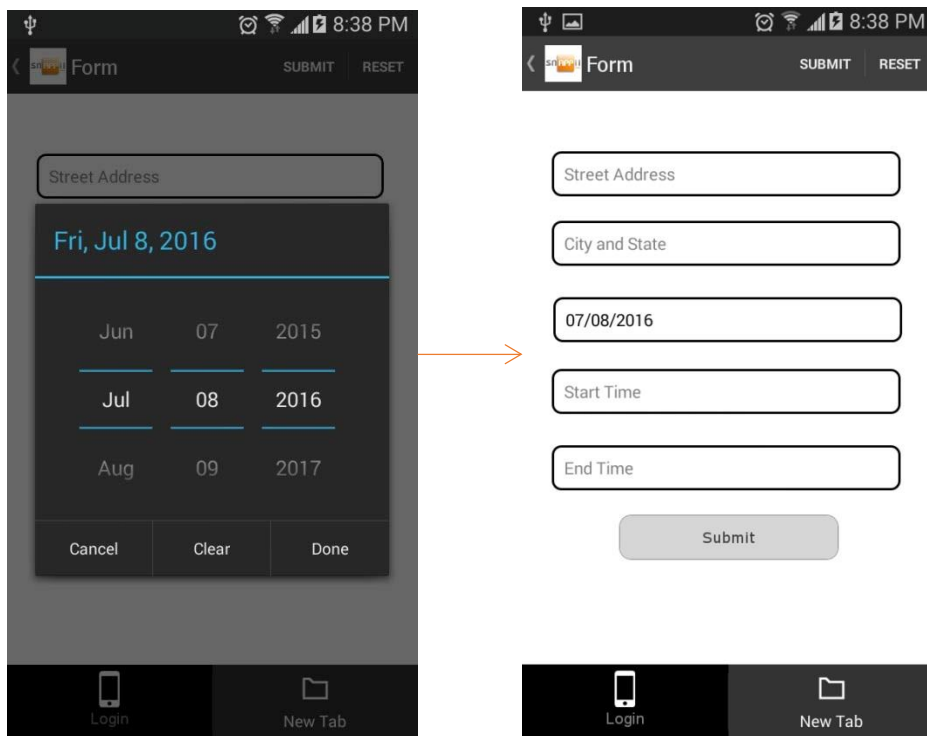 8:38 PM
Form SUBMIT RESET
Street Address
Fri, Jul 8, 2016
Jun 07 2015
Jul 08 2016
Aug 09 2017
Cancel Clear Done
Login New Tab
8:38 PM
Form SUBMIT RESET
Street Address
City and State
07/08/2016
Start Time
End Time
Submit
Login New Tab